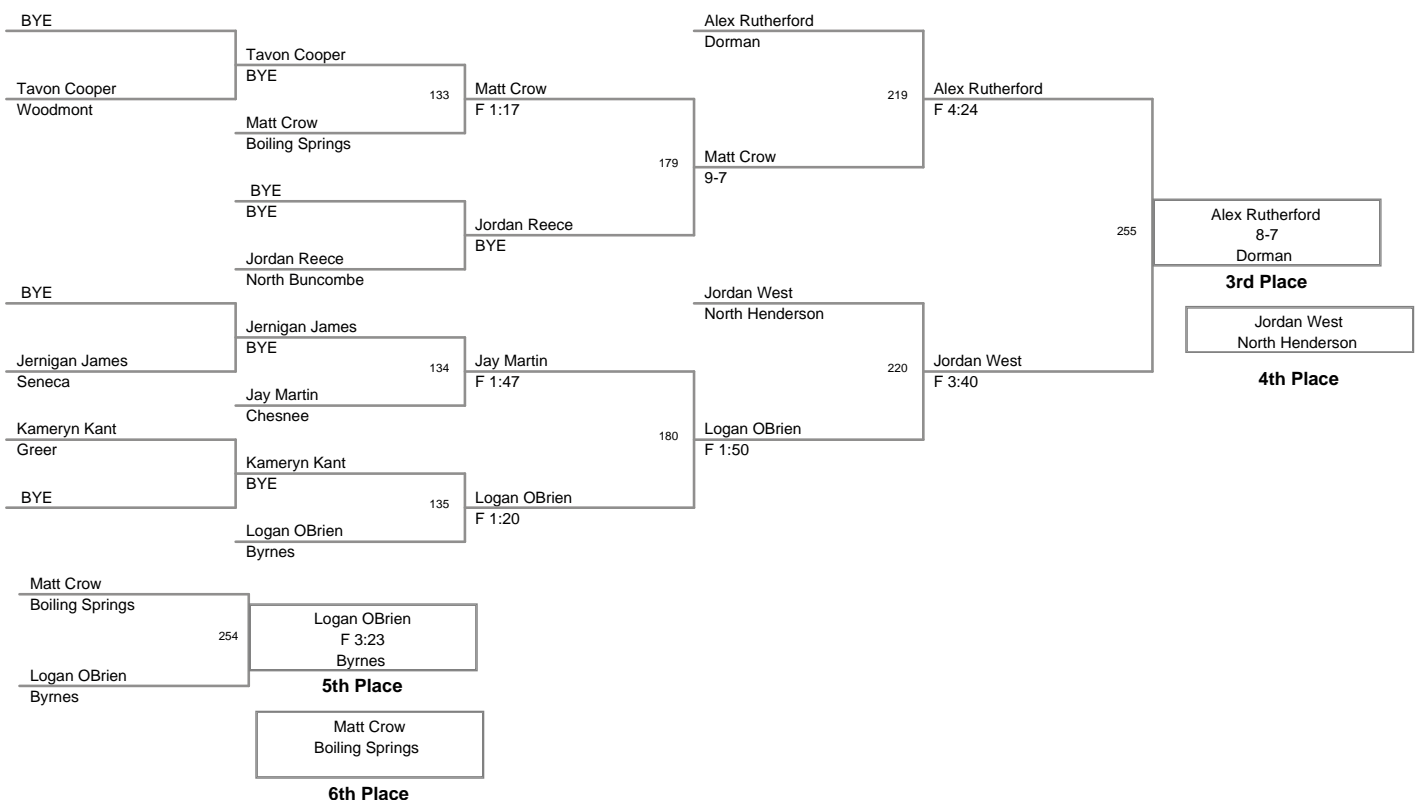 BYE
Tavon Cooper
Woodmont
Tavon Cooper
BYE
133
Matt Crow
Boiling Springs
Matt Crow
F 1:17
BYE
BYE
Jordan Reece
North Buncombe
Jordan Reece
BYE
179
Matt Crow
9-7
Alex Rutherford
Dorman
219
Alex Rutherford
F 4:24
BYE
Jernigan James
Seneca
Jernigan James
BYE
134
Jay Martin
Chesnee
Jay Martin
F 1:47
Kameryn Kant
Greer
BYE
Kameryn Kant
BYE
135
Logan OBrien
Byrnes
Logan OBrien
F 1:20
180
Logan OBrien
F 1:50
Jordan West
North Henderson
220
Jordan West
F 3:40
255
Alex Rutherford
8-7
Dorman
3rd Place
Jordan West
North Henderson
4th Place
Matt Crow
Boiling Springs
254
Logan OBrien
Byrnes
Logan OBrien
F 3:23
Byrnes
5th Place
Matt Crow
Boiling Springs
6th Place